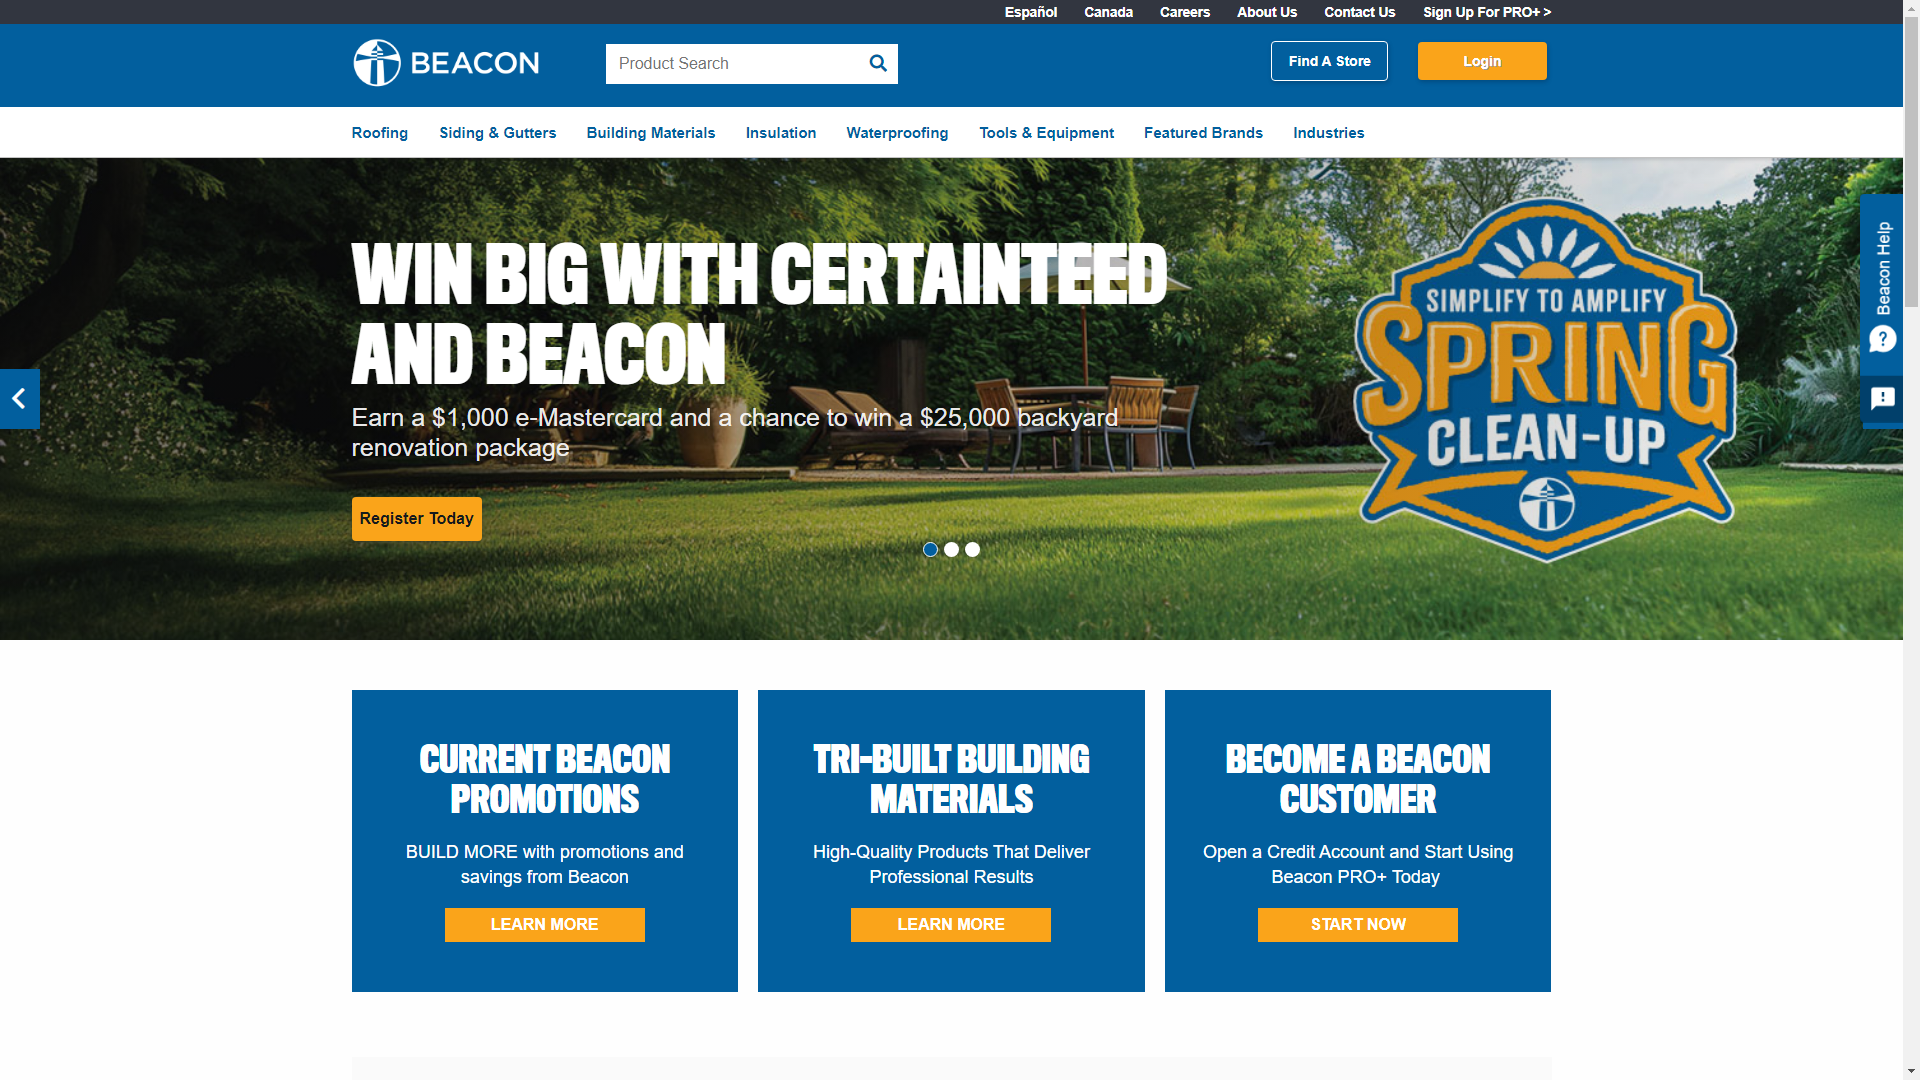 Español Canada Careers About Us Contact Us Sign Up For PRO+ >
BEACON Product Search Find A Store Login
Roofing Siding & Gutters Building Materials Insulation Waterproofing Tools & Equipment Featured Brands Industries
WIN BIG WITH CERTAINTEED
AND BEACON
Earn a $1,000 e-Mastercard and a chance to win a $25,000 backyard
renovation package
Register Today
SIMPLIFY TO AMPLIFY
SPRING
CLEAN-UP
Beacon Help
CURRENT BEACON
PROMOTIONS
BUILD MORE with promotions and
savings from Beacon
LEARN MORE
TRI-BUILT BUILDING
MATERIALS
High-Quality Products That Deliver
Professional Results
LEARN MORE
BECOME A BEACON
CUSTOMER
Open a Credit Account and Start Using
Beacon PRO+ Today
START NOW